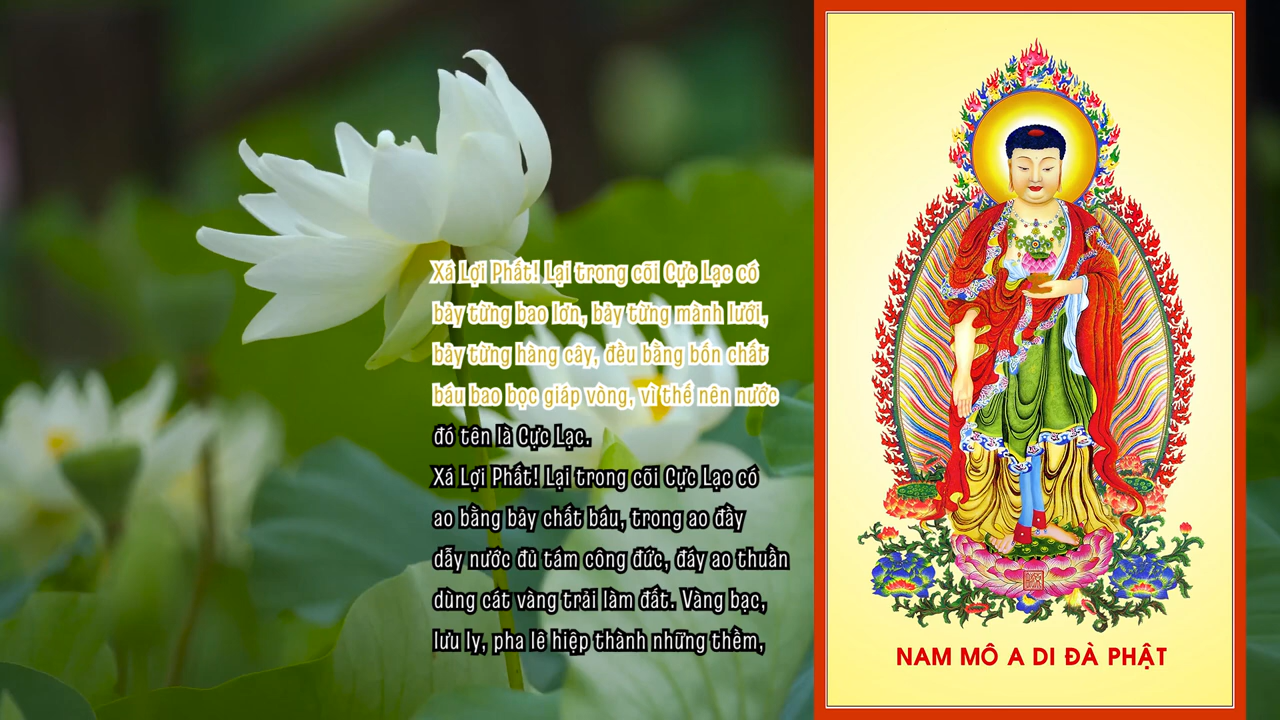 Xá Lợi Phất! Lại trong cõi Cực Lạc có
bảy từng bao lơn, bảy từng mành lưới,
bảy từng hàng cây, đều bằng bốn chất
báu bao bọc giáp vòng, vì thế nên nước
đó tên là Cực Lạc.
Xá Lợi Phất! Lại trong cõi Cực Lạc có
ao bằng bảy chất báu, trong ao đầy
dẫy nước đủ tám công đức, đáy ao thuần
dùng cát vàng trải làm đất. Vàng bạc,
lưu ly, pha lê hiệp thành những thềm,
NAM MÔ A DI ĐÀ PHẬT